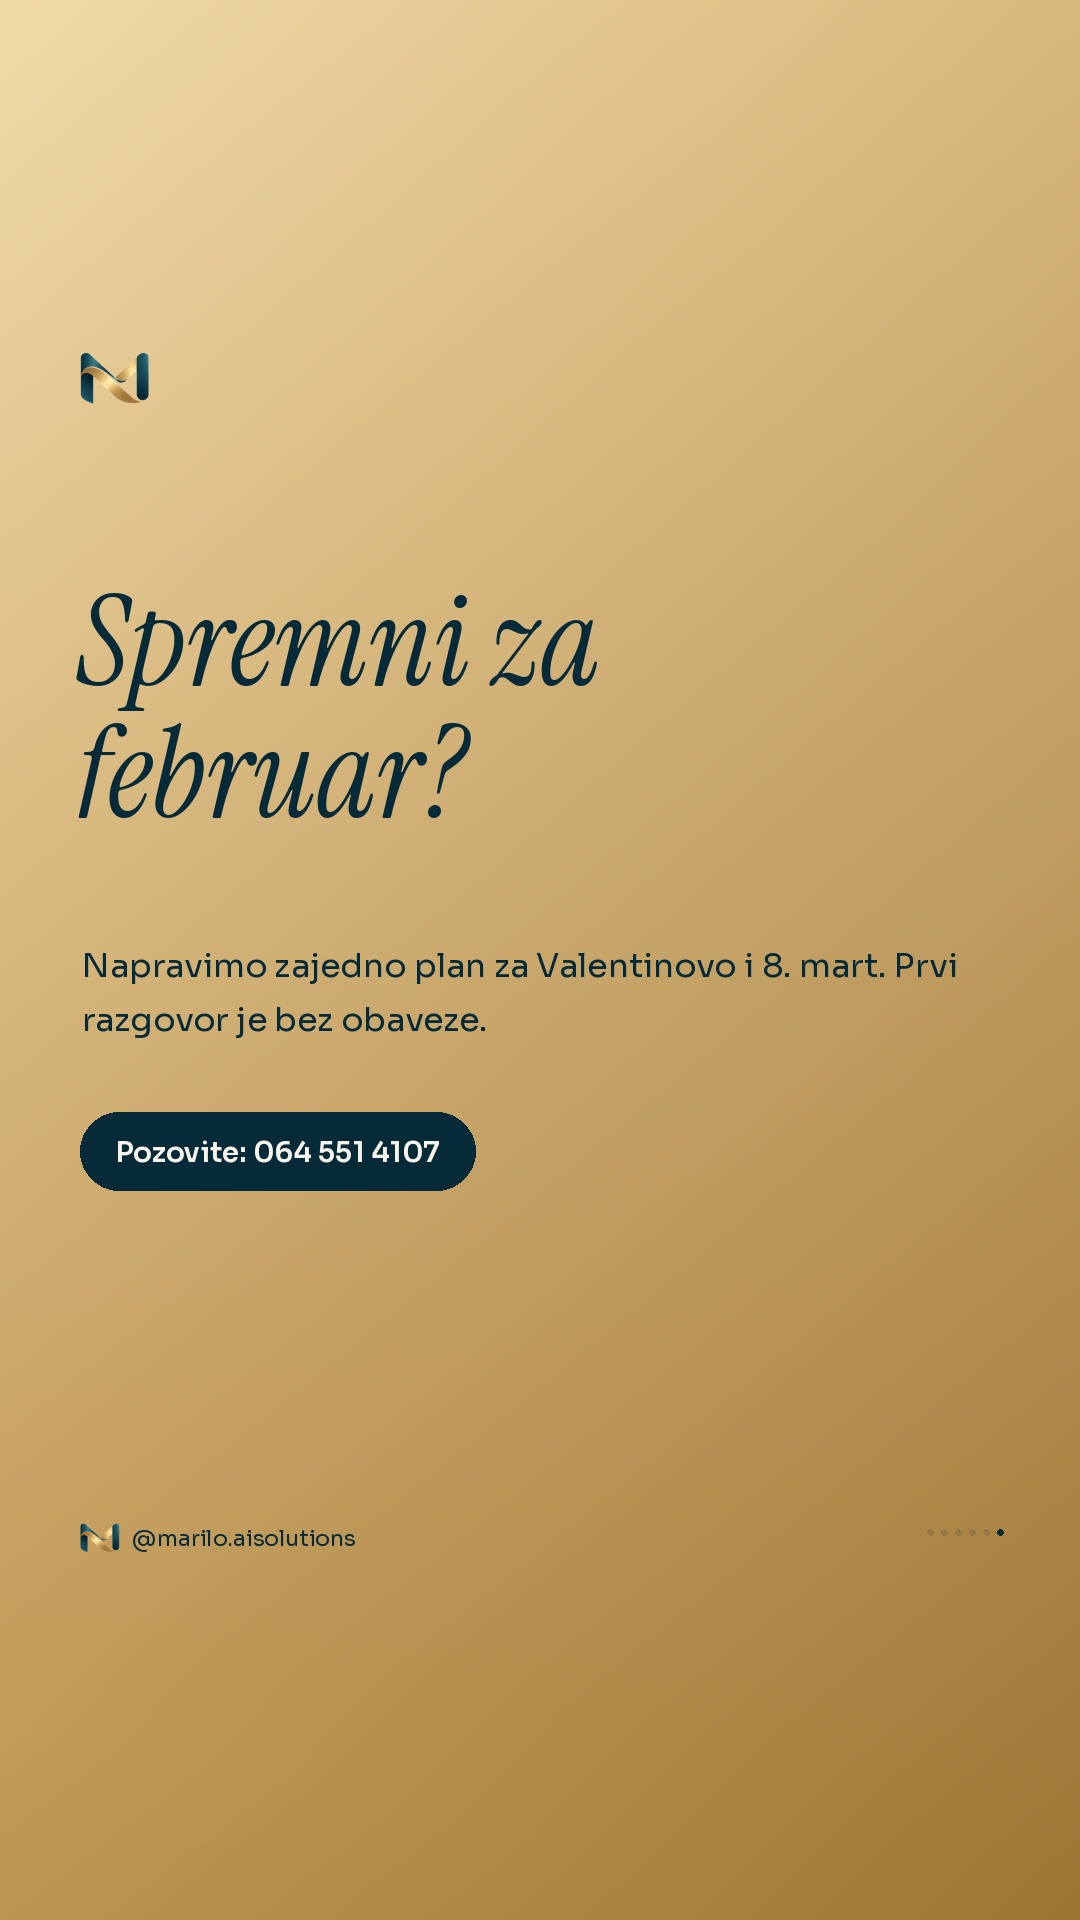 Spremni za
februar?
Napravimo zajedno plan za Valentinovo i 8. mart. Prvi
razgovor je bez obaveze.
Pozovite: 064 551 4107
@marilo.aisolutions